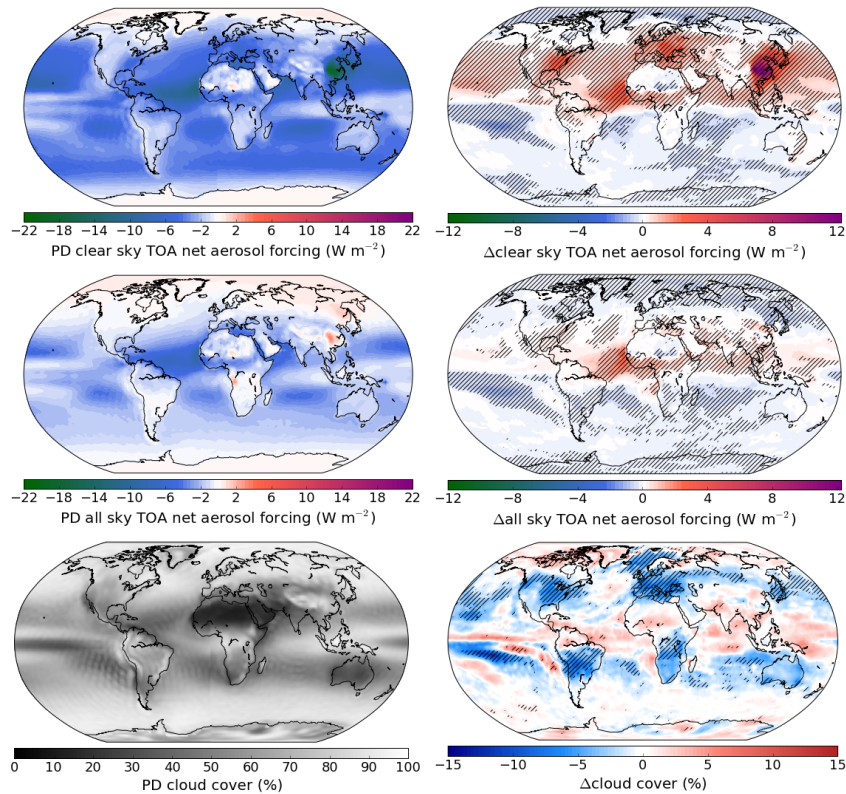 −22 −18 −14 −10 −6 −2 2 6 10 14 18 22
PD clear sky TOA net aerosol forcing (W m⁻²)
−12 −8 −4 0 4 8 12
Δclear sky TOA net aerosol forcing (W m⁻²)
−22 −18 −14 −10 −6 −2 2 6 10 14 18 22
PD all sky TOA net aerosol forcing (W m⁻²)
−12 −8 −4 0 4 8 12
Δall sky TOA net aerosol forcing (W m⁻²)
0 10 20 30 40 50 60 70 80 90 100
PD cloud cover (%)
−15 −10 −5 0 5 10 15
Δcloud cover (%)